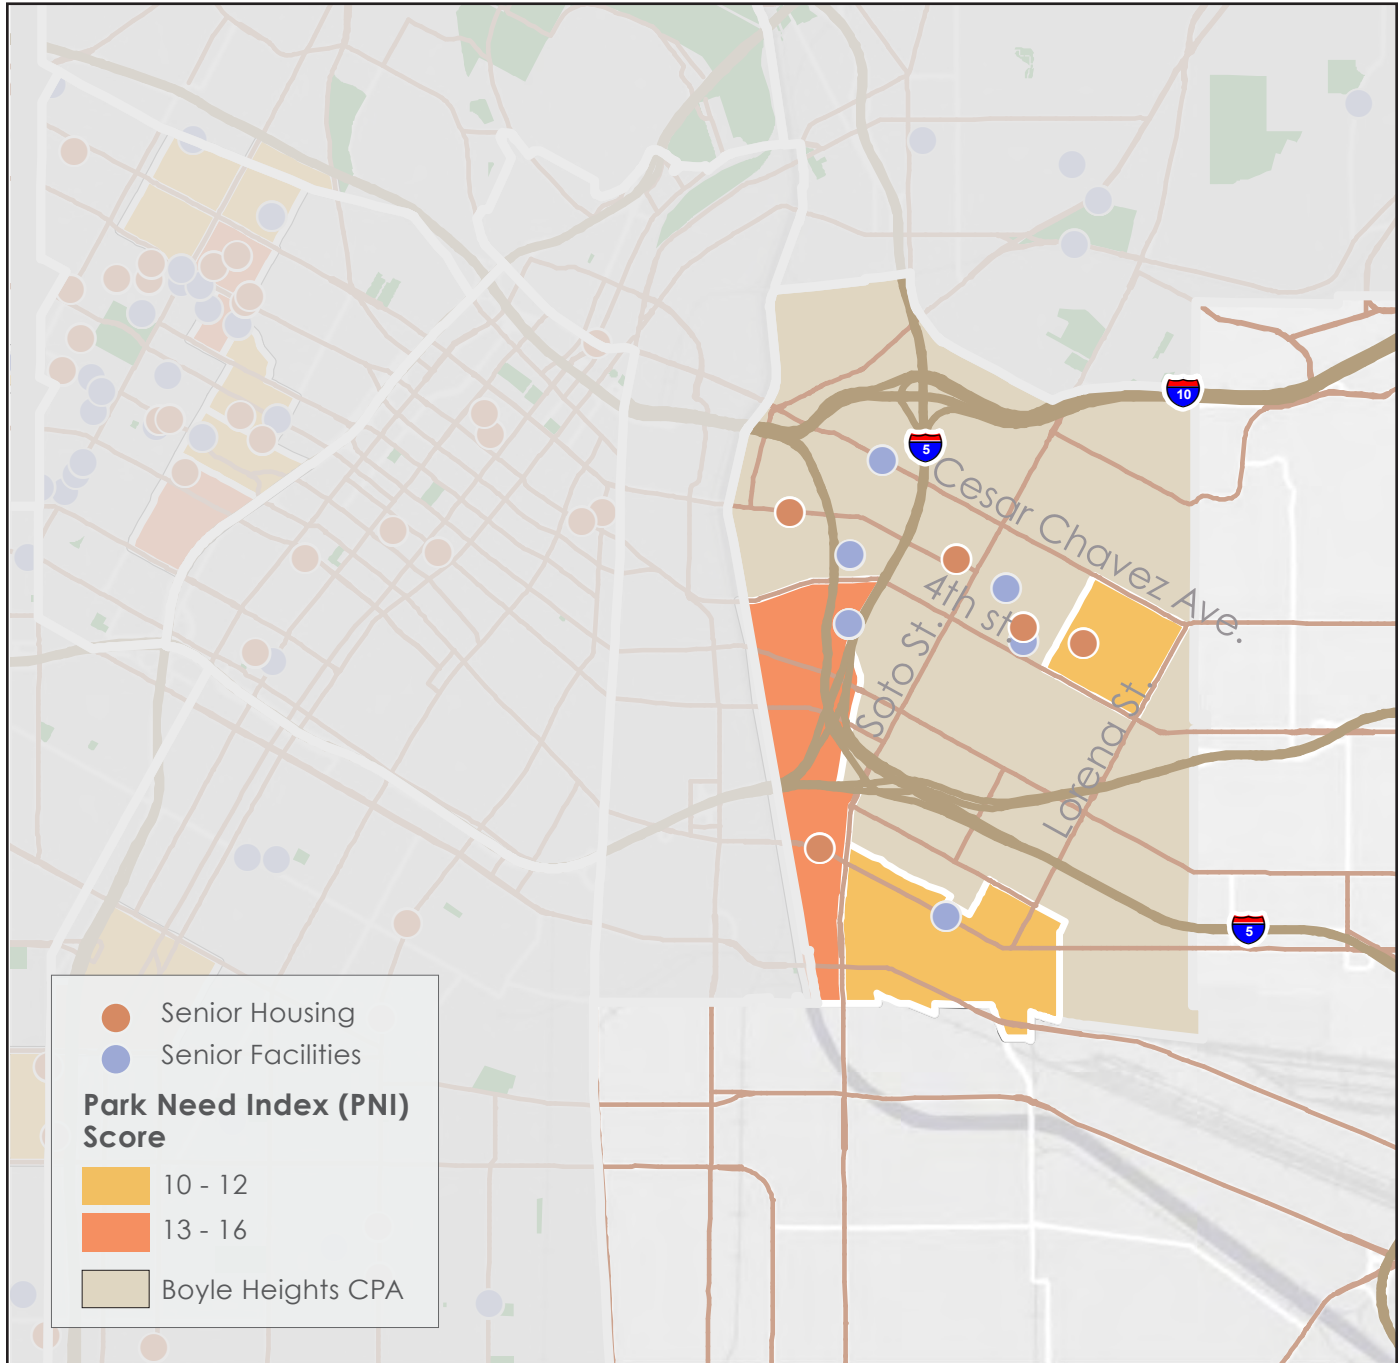 10
5
Cesar Chavez Ave.
4th st.
Soto St.
Lorena St.
5
Senior Housing
Senior Facilities
Park Need Index (PNI)
Score
10 - 12
13 - 16
Boyle Heights CPA